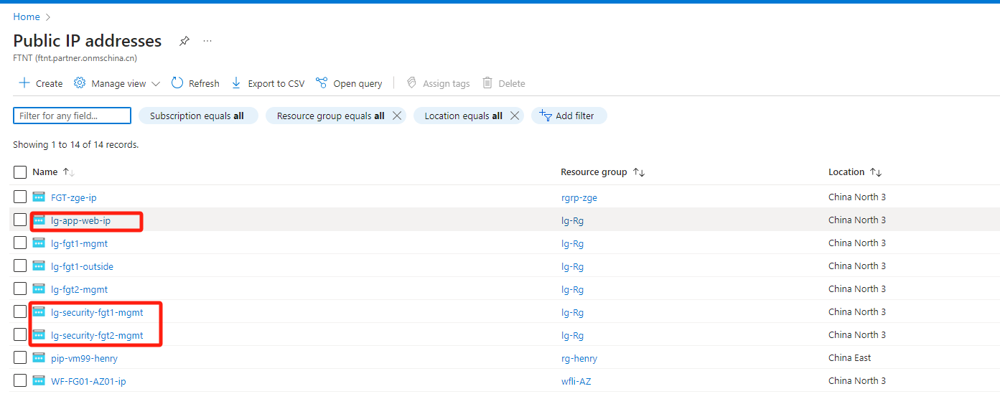 Home
Public IP addresses
FTNT (ftnt.partner.onmschina.cn)
Create Manage view Refresh Export to CSV Open query Assign tags Delete
Filter for any field... Subscription equals all Resource group equals all Location equals all Add filter
Showing 1 to 14 of 14 records.
Name Resource group Location
FGT-zge-ip rgrp-zge China North 3
lg-app-web-ip lg-Rg China North 3
lg-fgt1-mgmt lg-Rg China North 3
lg-fgt1-outside lg-Rg China North 3
lg-fgt2-mgmt lg-Rg China North 3
lg-security-fgt1-mgmt lg-Rg China North 3
lg-security-fgt2-mgmt lg-Rg China North 3
pip-vm99-henry rg-henry China East
WF-FG01-AZ01-ip wfli-AZ China North 3